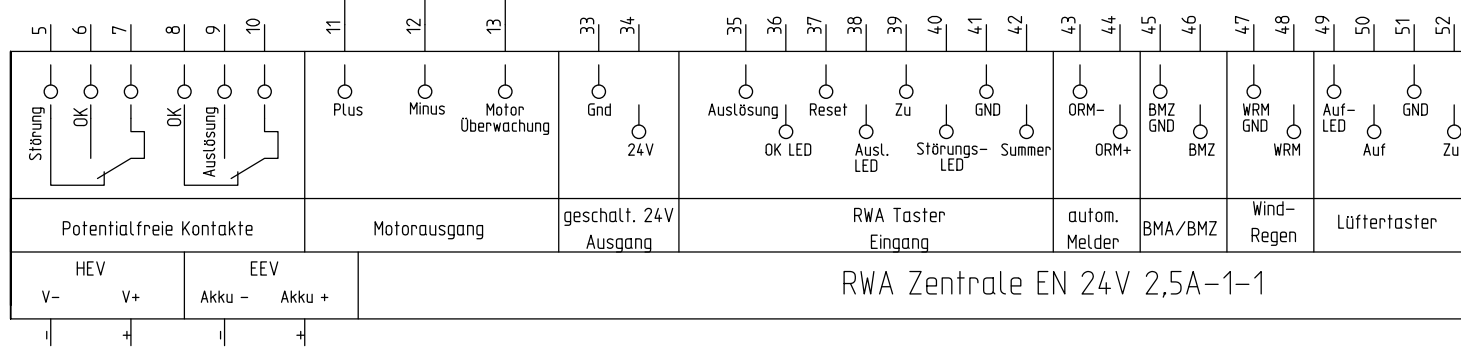 5 6 7 8 9 10 11 12 13 33 34 35 36 37 38 39 40 41 42 43 44 45 46 47 48 49 50 51 52
Störung OK OK Auslösung
Plus Minus Motor
Überwachung
Gnd
24V
Auslösung
OK LED
Reset
Ausl.
LED
Zu
Störungs-
LED
GND
Summer
ORM-
ORM+
BMZ
GND
BMZ
WRM
GND
WRM
Auf-
LED
Auf
GND
Zu
Potentialfreie Kontakte
Motorausgang
geschalt. 24V
Ausgang
RWA Taster
Eingang
autom.
Melder
BMA/BMZ
Wind-
Regen
Lüftertaster
HEV
V- V+
EEV
Akku - Akku +
RWA Zentrale EN 24V 2,5A-1-1
- + - +